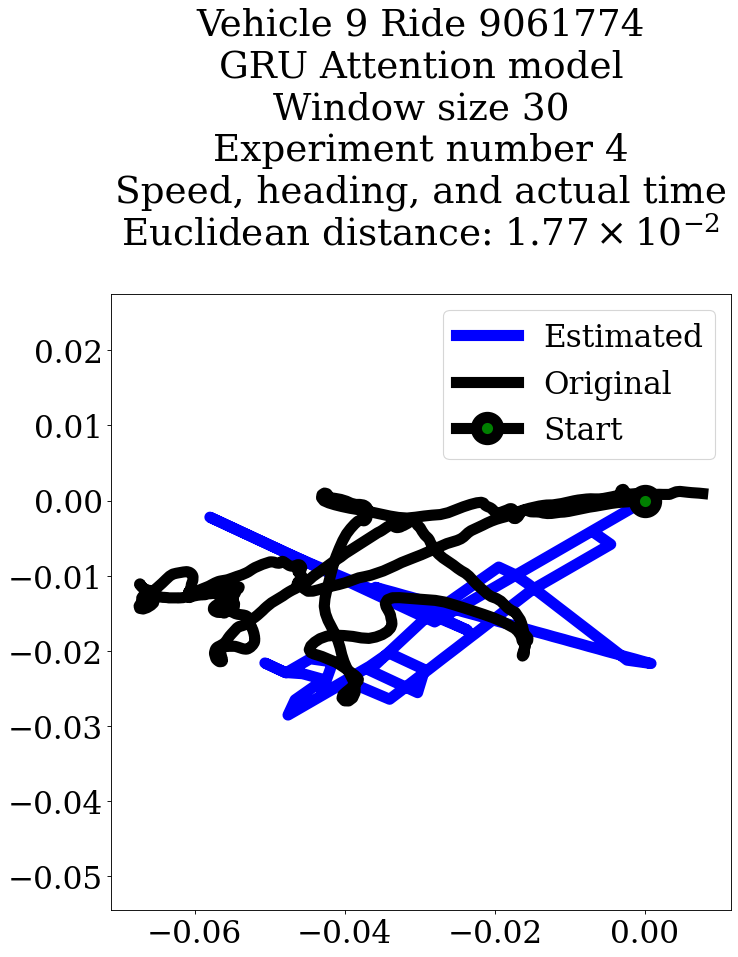 Vehicle 9 Ride 9061774
GRU Attention model
Window size 30
Experiment number 4
Speed, heading, and actual time
Euclidean distance: 1.77 × 10⁻²
Estimated
Original
Start
0.02
0.01
0.00
−0.01
−0.02
−0.03
−0.04
−0.05
−0.06 −0.04 −0.02 0.00